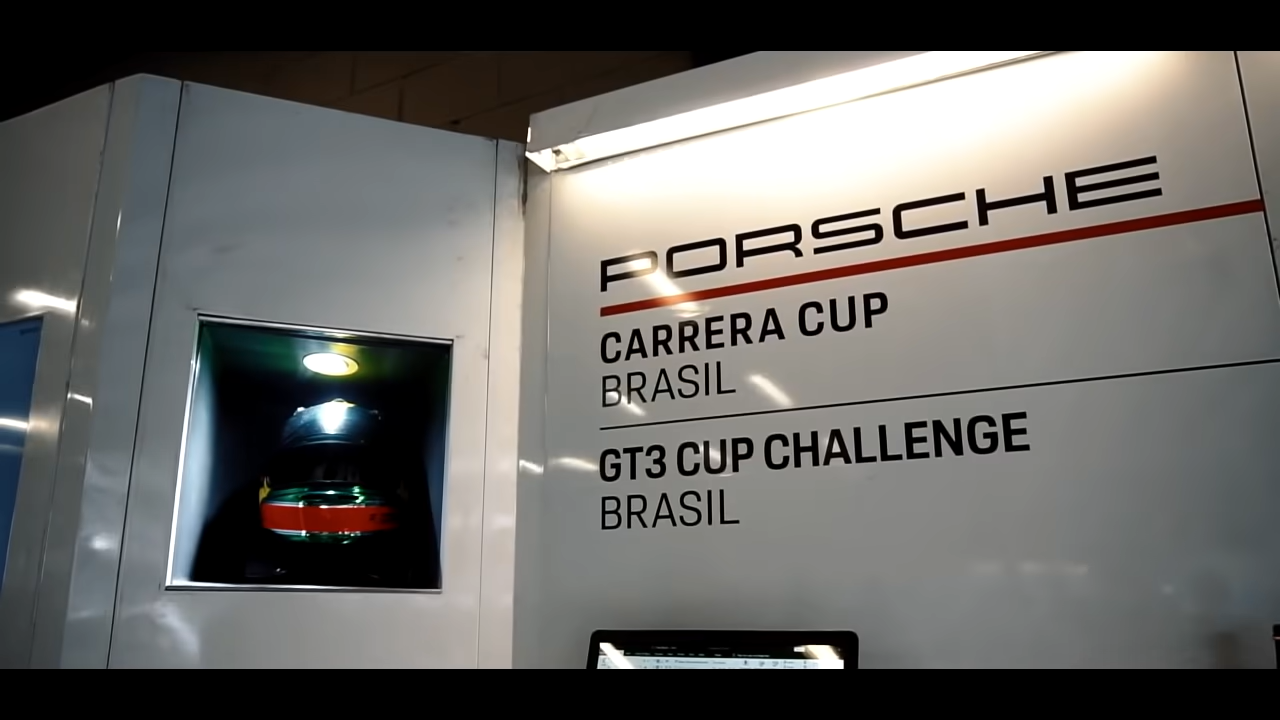 PORSCHE
CARRERA CUP
BRASIL
GT3 CUP CHALLENGE
BRASIL